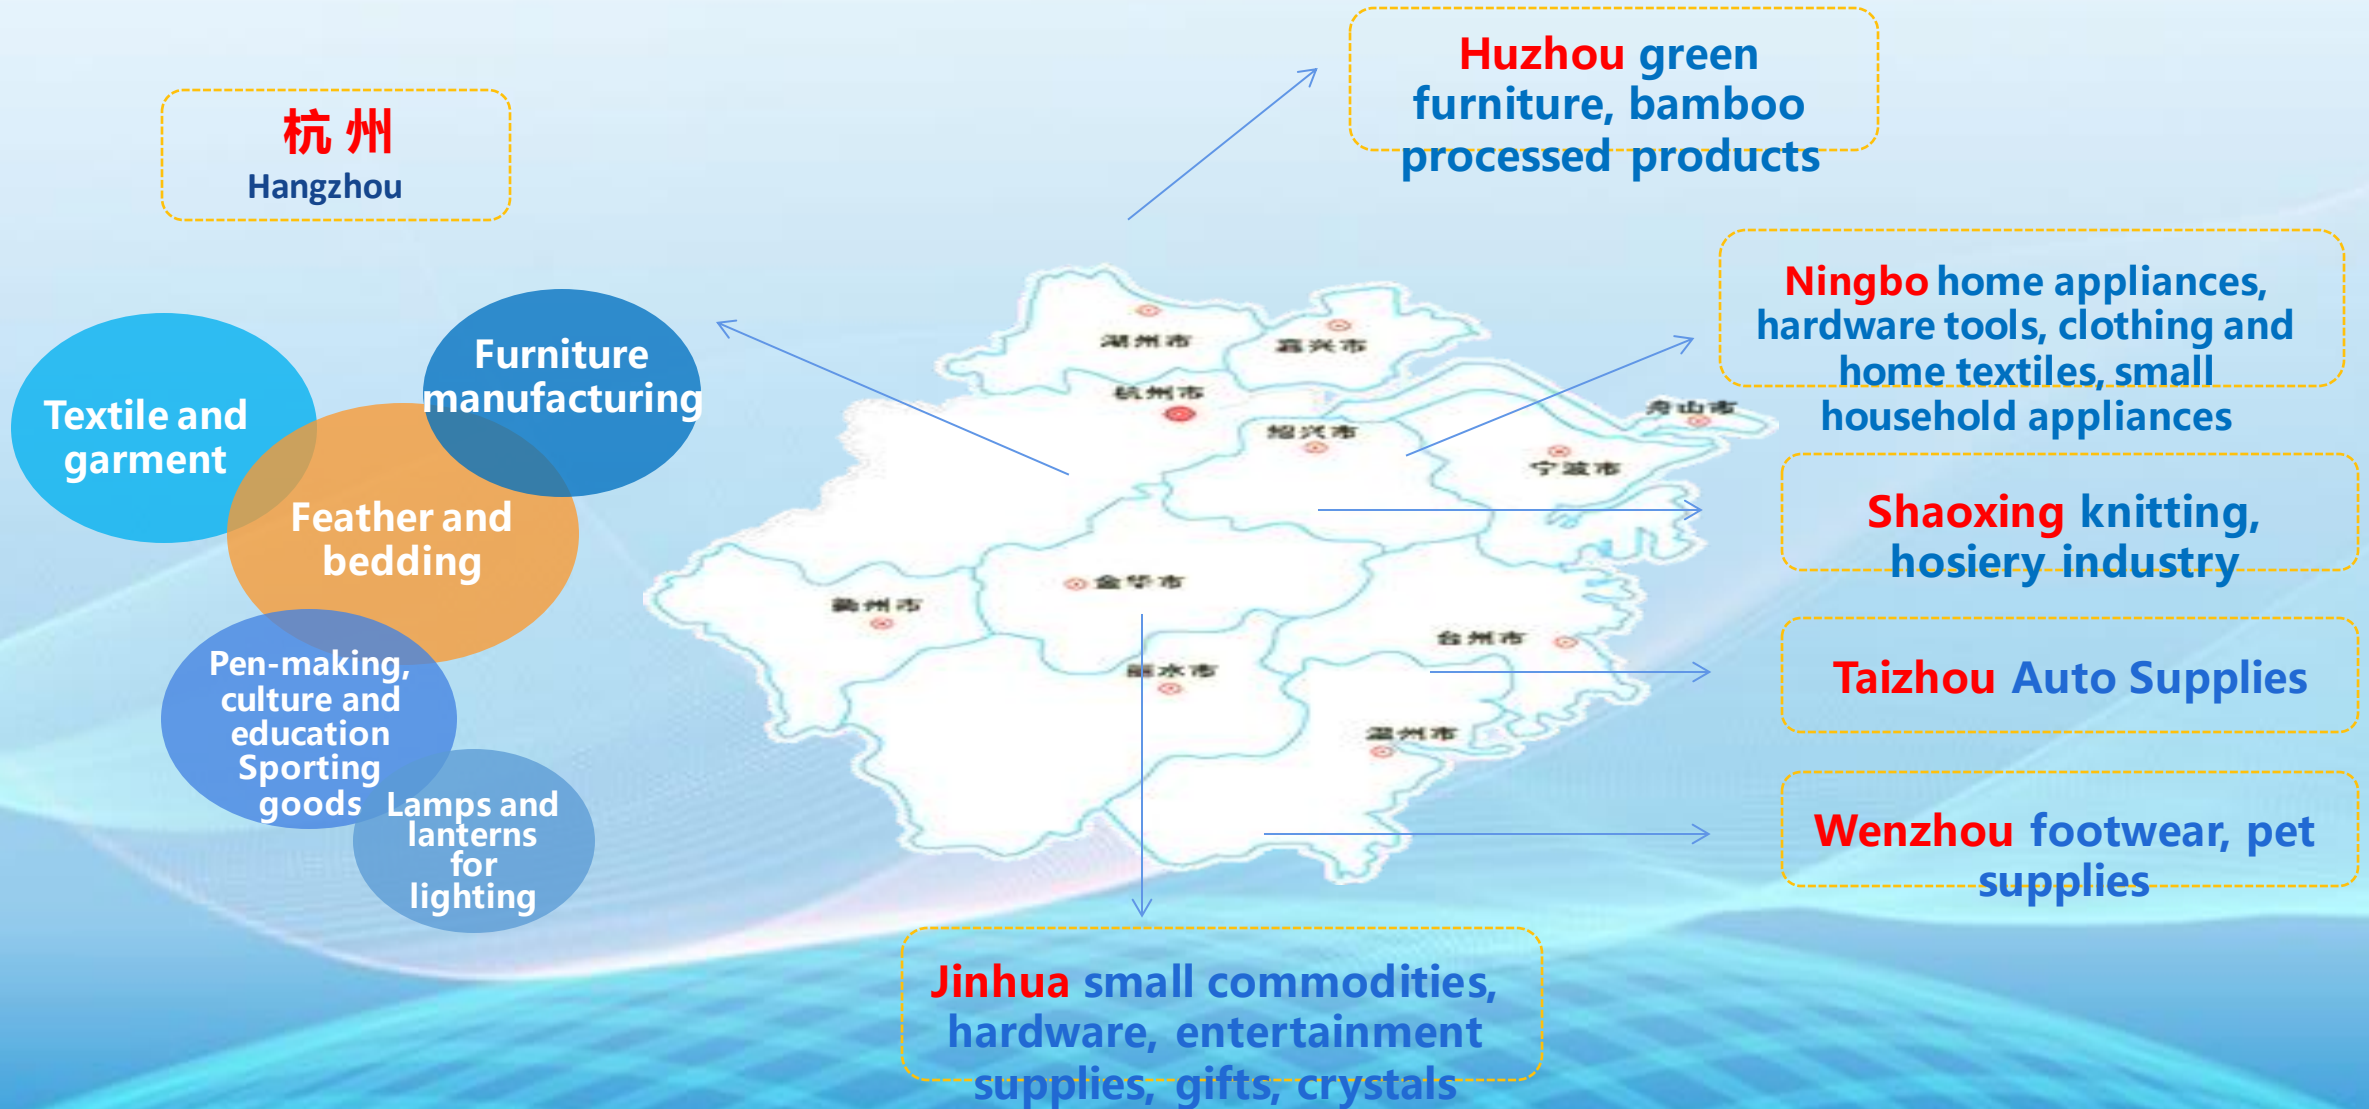 杭州
Hangzhou
Huzhou green
furniture, bamboo
processed products
Ningbo home appliances,
hardware tools, clothing and
home textiles, small
household appliances
Shaoxing knitting,
hosiery industry
Taizhou Auto Supplies
Wenzhou footwear, pet
supplies
Jinhua small commodities,
hardware, entertainment
supplies, gifts, crystals
Furniture
manufacturing
Textile and
garment
Feather and
bedding
Pen-making,
culture and
education
Sporting
goods
Lamps and
lanterns
for
lighting
湖州市
嘉兴市
杭州市
绍兴市
舟山市
宁波市
金华市
衢州市
台州市
丽水市
温州市